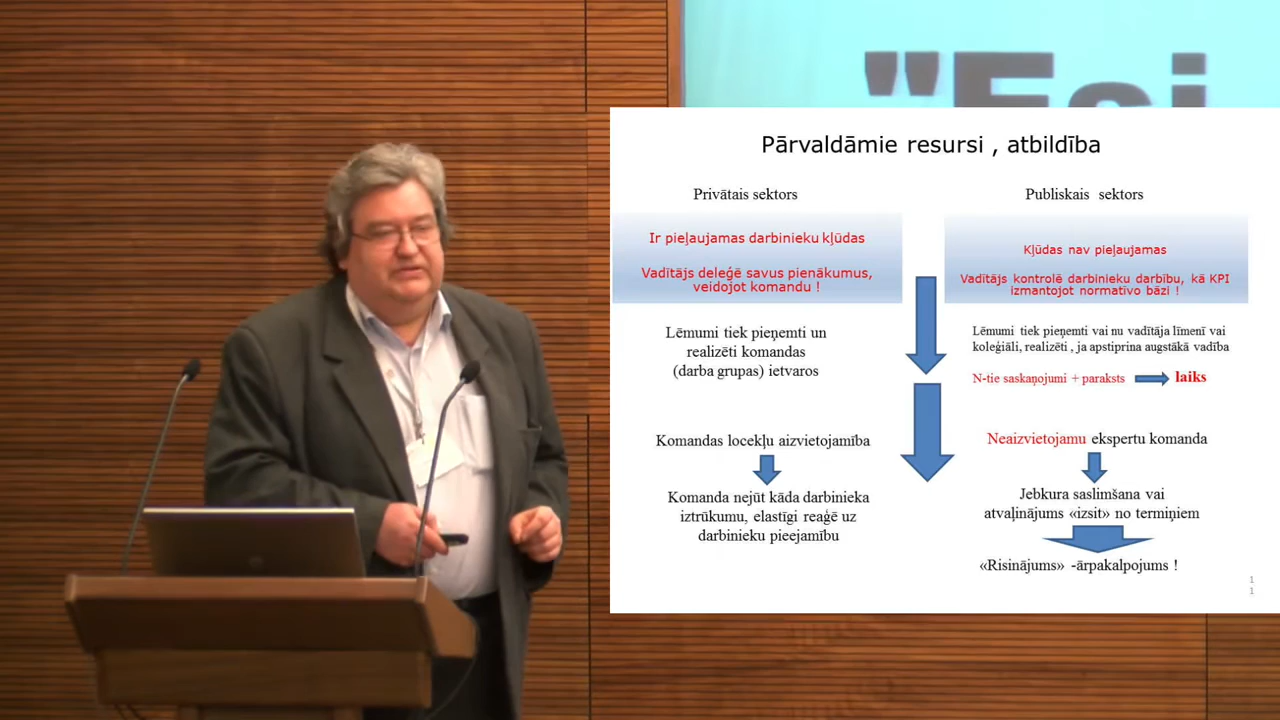 "Esi
Pārvaldāmie resursi , atbildība
Privātais sektors
Ir pieļaujamas darbinieku kļūdas
Vadītājs deleģē savus pienākumus,
veidojot komandu !
Lēmumi tiek pieņemti un
realizēti komandas
(darba grupas) ietvaros
Komandas locekļu aizvietojamība
Komanda nejūt kāda darbinieka
iztrūkumu, elastīgi reaģē uz
darbinieku pieejamību
Publiskais sektors
Kļūdas nav pieļaujamas
Vadītājs kontrolē darbinieku darbību, kā KPI
izmantojot normatīvo bāzi !
Lēmumi tiek pieņemti vai nu vadītāja līmenī vai
koleģiāli, realizēti , ja apstiprina augstākā vadība
N-tie saskaņojumi + paraksts laiks
Neaizvietojamu ekspertu komanda
Jebkura saslimšana vai
atvaļinājums «izsit» no termiņiem
«Risinājums» -ārpakalpojums !
1
1